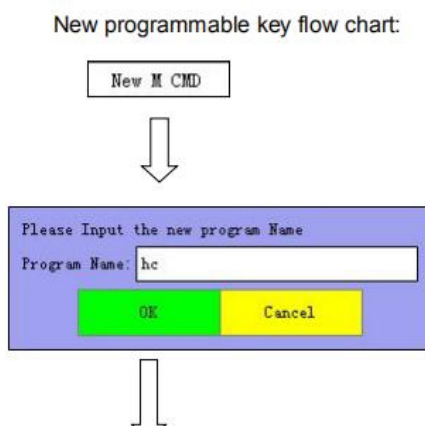 New programmable key flow chart:
New M CMD
Please Input the new program Name
Program Name: hc
OK Cancel